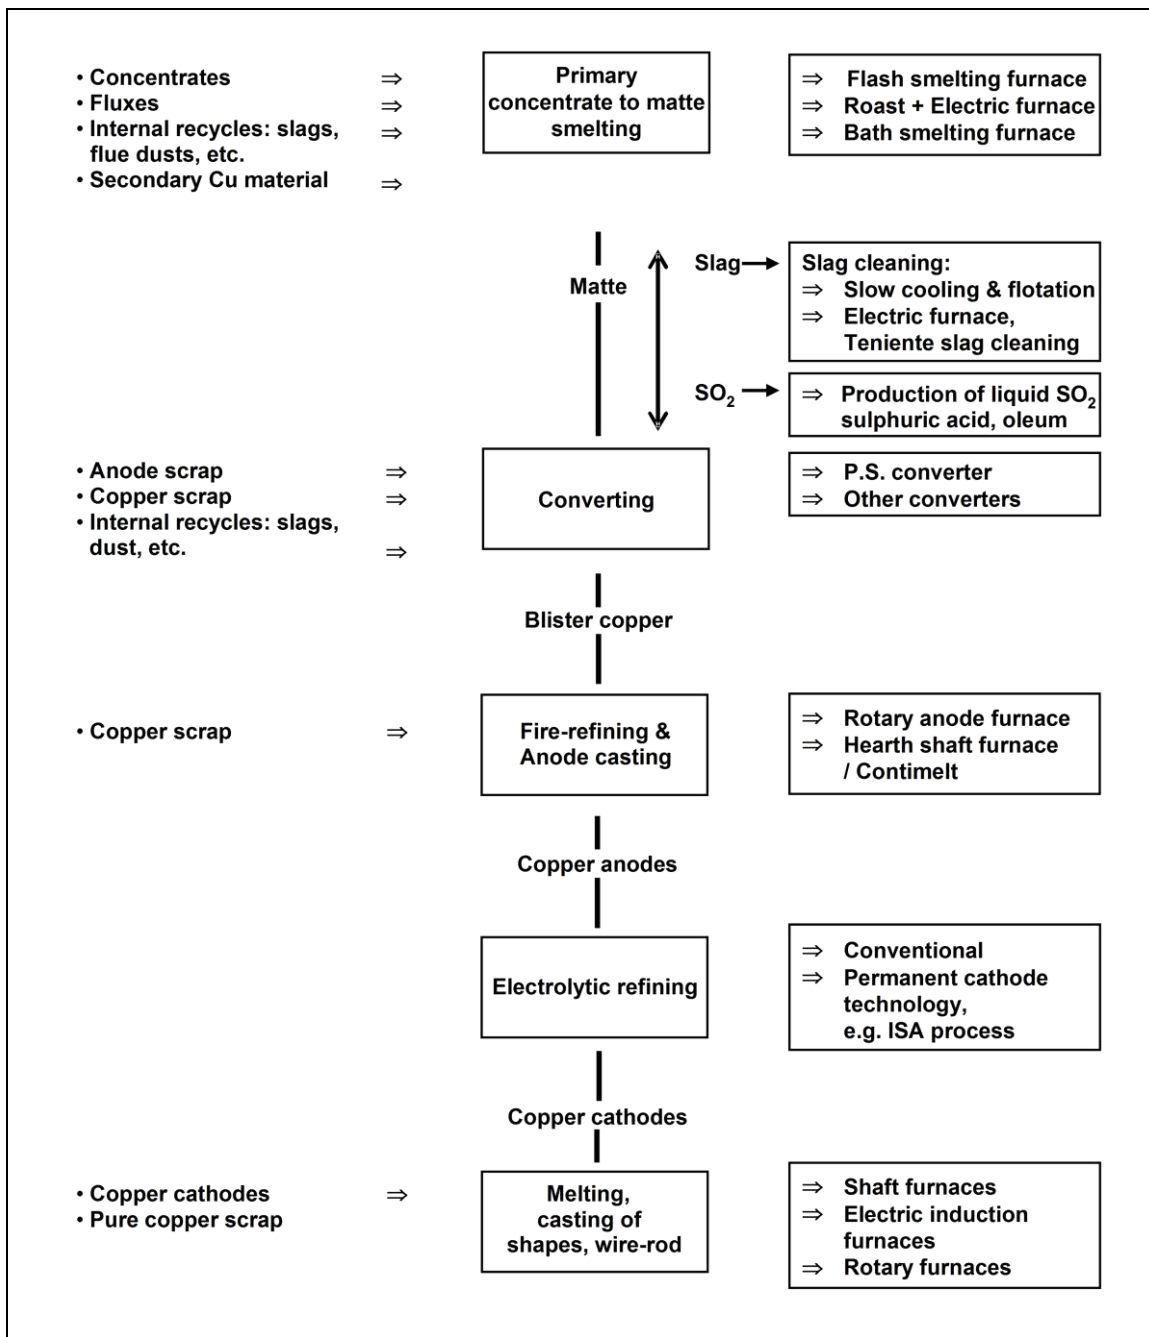 • Concentrates ⇒
• Fluxes ⇒
• Internal recycles: slags, ⇒
flue dusts, etc.
• Secondary Cu material ⇒
Primary
concentrate to matte
smelting
⇒ Flash smelting furnace
⇒ Roast + Electric furnace
⇒ Bath smelting furnace
Matte
Slag
Slag cleaning:
⇒ Slow cooling & flotation
⇒ Electric furnace,
Teniente slag cleaning
SO₂
⇒ Production of liquid SO₂
sulphuric acid, oleum
• Anode scrap ⇒
• Copper scrap ⇒
• Internal recycles: slags,
dust, etc. ⇒
Converting
⇒ P.S. converter
⇒ Other converters
Blister copper
• Copper scrap ⇒
Fire-refining &
Anode casting
⇒ Rotary anode furnace
⇒ Hearth shaft furnace
/ Contimelt
Copper anodes
Electrolytic refining
⇒ Conventional
⇒ Permanent cathode
technology,
e.g. ISA process
Copper cathodes
• Copper cathodes ⇒
• Pure copper scrap
Melting,
casting of
shapes, wire-rod
⇒ Shaft furnaces
⇒ Electric induction
furnaces
⇒ Rotary furnaces